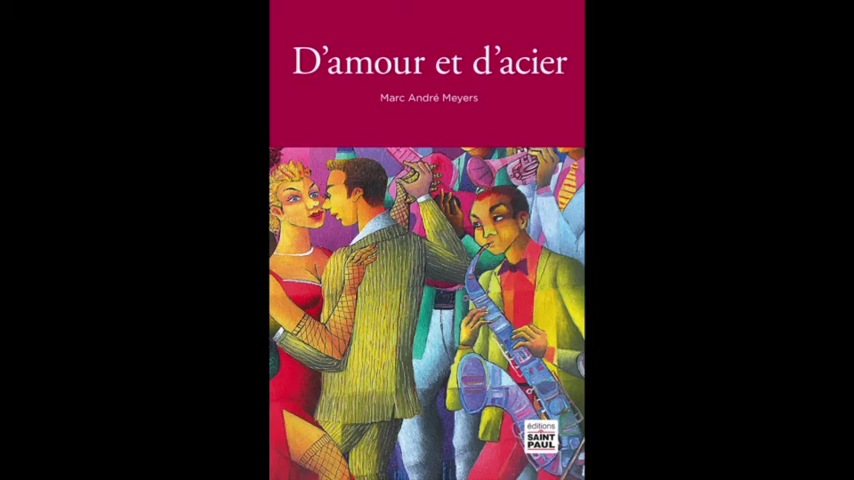 D'amour et d'acier
Marc André Meyers
éditions
SAINT
PAUL